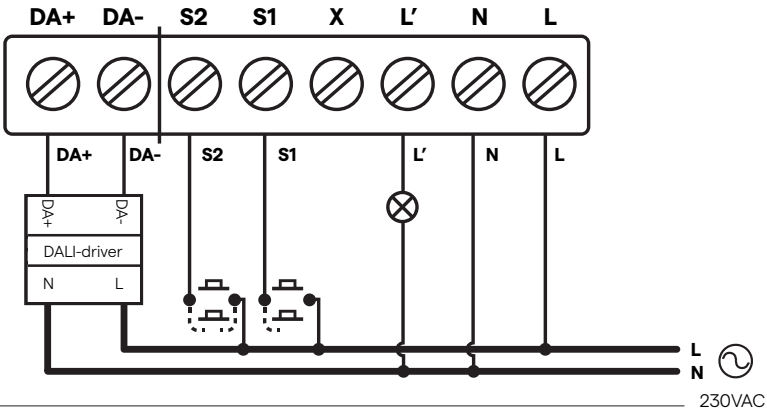 DA+ DA- S2 S1 X L’ N L
DA+ DA- S2 S1 L’ N L
DA+ DA-
DALI-driver
N L
L
N
230VAC